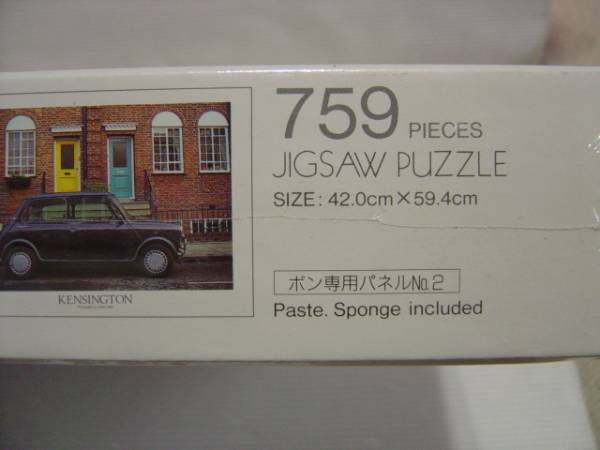 759 PIECES
JIGSAW PUZZLE
SIZE: 42.0cm×59.4cm
ボン専用パネルNo.2
Paste. Sponge included
KENSINGTON